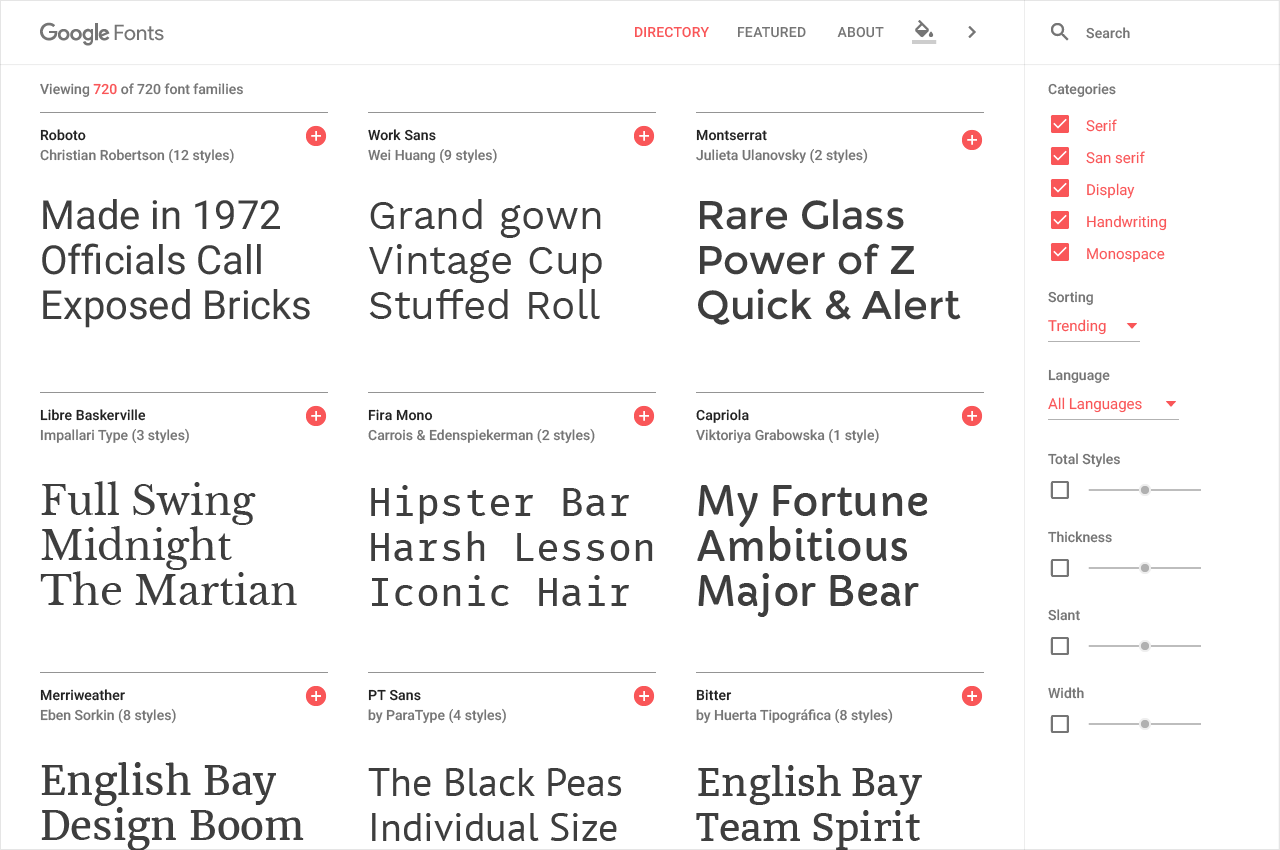 Google Fonts
DIRECTORY
FEATURED
ABOUT
Search
Viewing 720 of 720 font families
Roboto
Christian Robertson (12 styles)
Made in 1972
Officials Call
Exposed Bricks
Work Sans
Wei Huang (9 styles)
Grand gown
Vintage Cup
Stuffed Roll
Montserrat
Julieta Ulanovsky (2 styles)
Rare Glass
Power of Z
Quick & Alert
Libre Baskerville
Impallari Type (3 styles)
Full Swing
Midnight
The Martian
Fira Mono
Carrois & Edenspiekerman (2 styles)
Hipster Bar
Harsh Lesson
Iconic Hair
Capriola
Viktoriya Grabowska (1 style)
My Fortune
Ambitious
Major Bear
Merriweather
Eben Sorkin (8 styles)
English Bay
Design Boom
PT Sans
by ParaType (4 styles)
The Black Peas
Individual Size
Bitter
by Huerta Tipográfica (8 styles)
English Bay
Team Spirit
Categories
Serif
San serif
Display
Handwriting
Monospace
Sorting
Trending
Language
All Languages
Total Styles
Thickness
Slant
Width